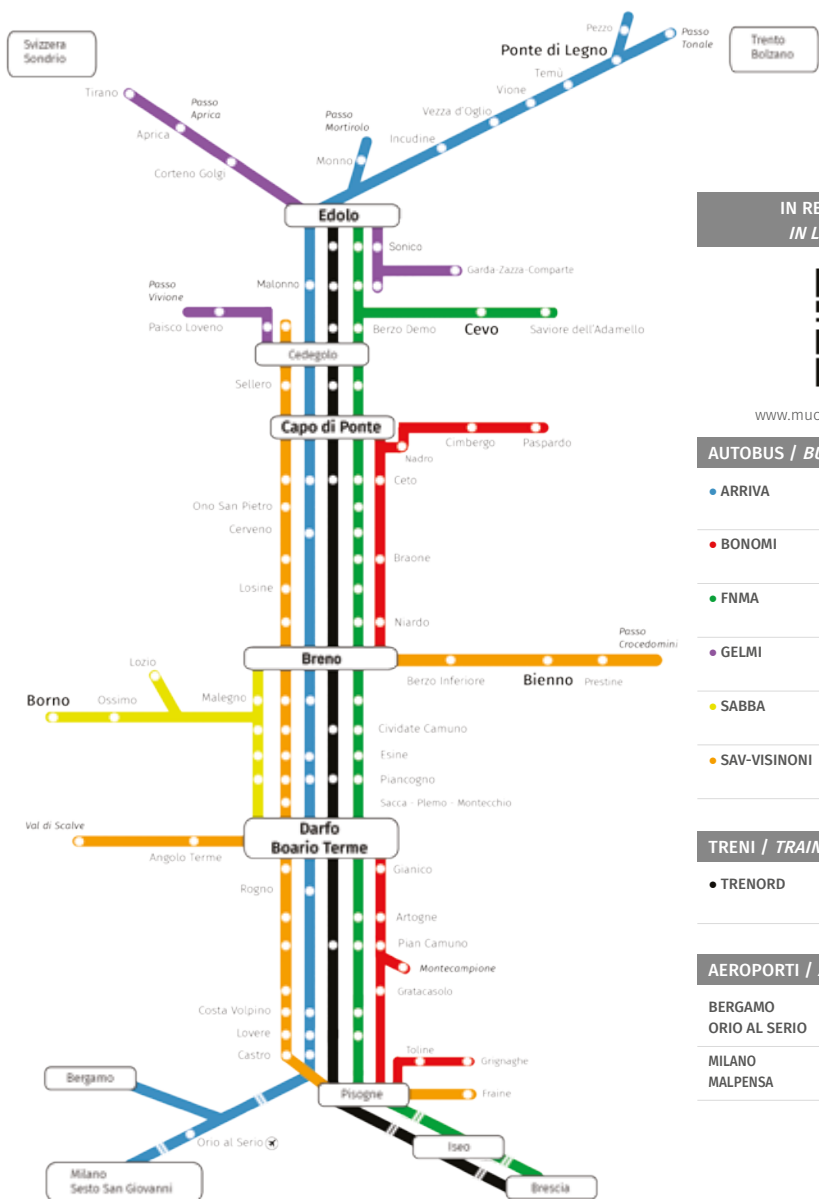 Svizzera
Sondrio
Pezzo
Passo
Tonale
Trento
Bolzano
Ponte di Legno
Temù
Vione
Vezza d'Oglio
Incudine
Tirano
Passo
Aprica
Aprica
Corteno Golgi
Passo
Mortirolo
Monno
Edolo
Sonico
Garda-Zazza-Comparte
Malonno
Passo
Vivione
Paisco Loveno
Berzo Demo
Cevo
Saviore dell'Adamello
Cedegolo
Sellero
Capo di Ponte
Cimbergo
Paspardo
Nadro
Ceto
Ono San Pietro
Cerveno
Braone
Losine
Niardo
Passo
Crocedomini
Breno
Berzo Inferiore
Bienno
Prestine
Lozio
Borno
Ossimo
Malegno
Cividate Camuno
Esine
Piancogno
Sacca - Plemo - Montecchio
Val di Scalve
Angolo Terme
Darfo
Boario Terme
Gianico
Rogno
Artogne
Pian Camuno
Montecampione
Gratacasolo
Costa Volpino
Lovere
Castro
Toline
Grignaghe
Fraine
Bergamo
Pisogne
Orio al Serio
Iseo
Milano
Sesto San Giovanni
Brescia
IN RE
IN L
www.muc
AUTOBUS / BU
• ARRIVA
• BONOMI
• FNMA
• GELMI
• SABBA
• SAV-VISINONI
TRENI / TRAIN
• TRENORD
AEROPORTI /
BERGAMO
ORIO AL SERIO
MILANO
MALPENSA